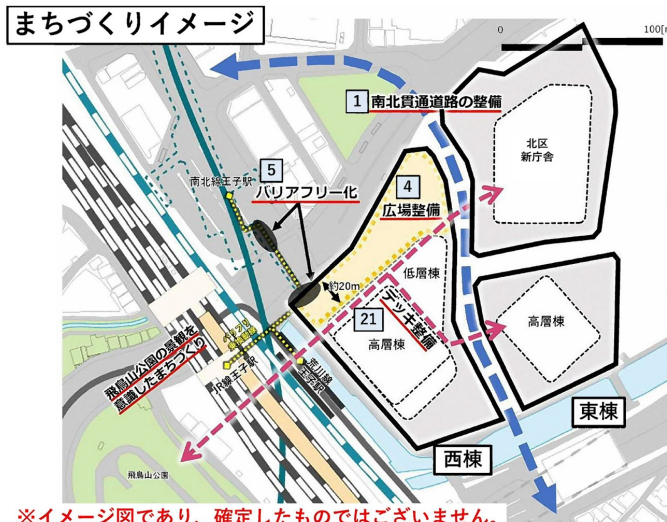 まちづくりイメージ
0
100[m]
1
南北貫通道路の整備
北区
新庁舎
5
バリアフリー化
南北線王子駅
4
広場整備
約20m
低層棟
21
デッキ整備
高層棟
高層棟
飛鳥山公園の景観を
意識したまちづくり
JR線王子駅
荒川線
王子駅
東棟
西棟
飛鳥山公園
※イメージ図であり、確定したものではございません。